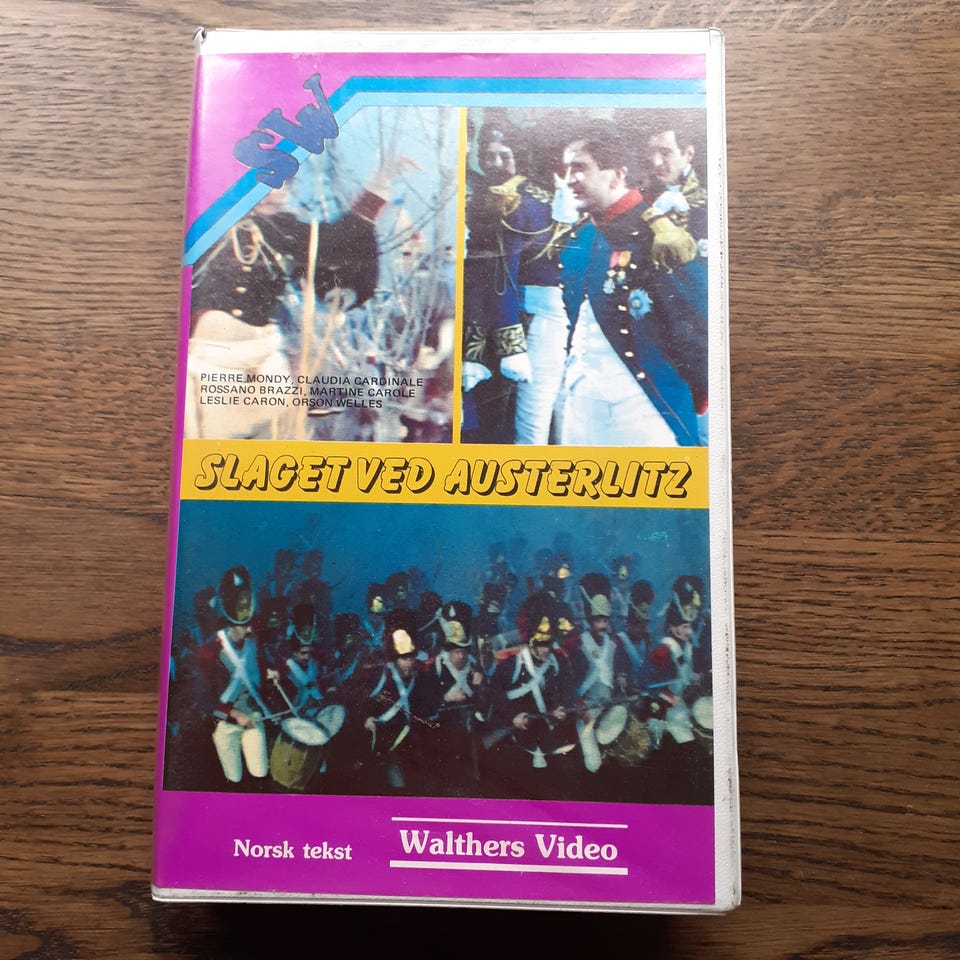 SW
PIERRE MONDY, CLAUDIA CARDINALE
ROSSANO BRAZZI, MARTINE CAROLE
LESLIE CARON, ORSON WELLES
SLAGET VED AUSTERLITZ
Norsk tekst
Walthers Video